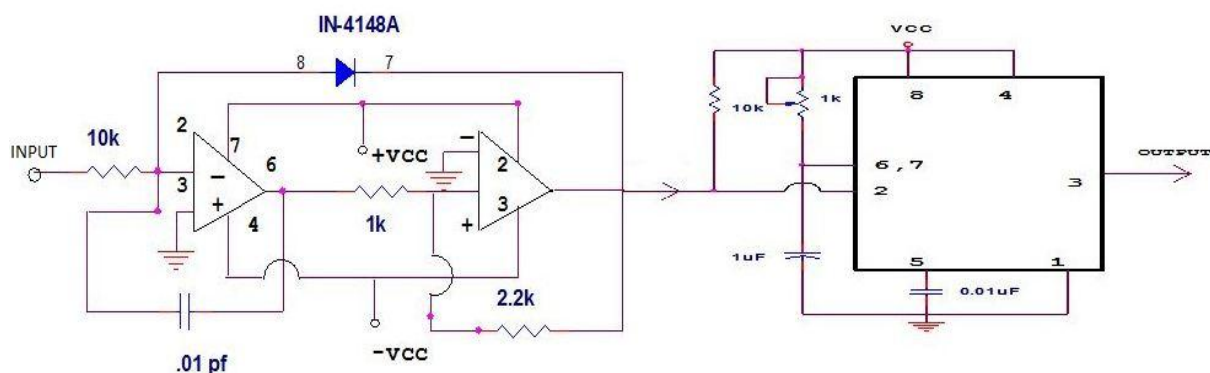 IN-4148A
8
7
INPUT
10k
2
3
−
+
7
6
4
+VCC
1k
−
2
3
+
2.2k
-VCC
.01 pf
VCC
10k
1k
8
4
6,7
2
3
OUTPUT
1uF
5
1
0.01uF